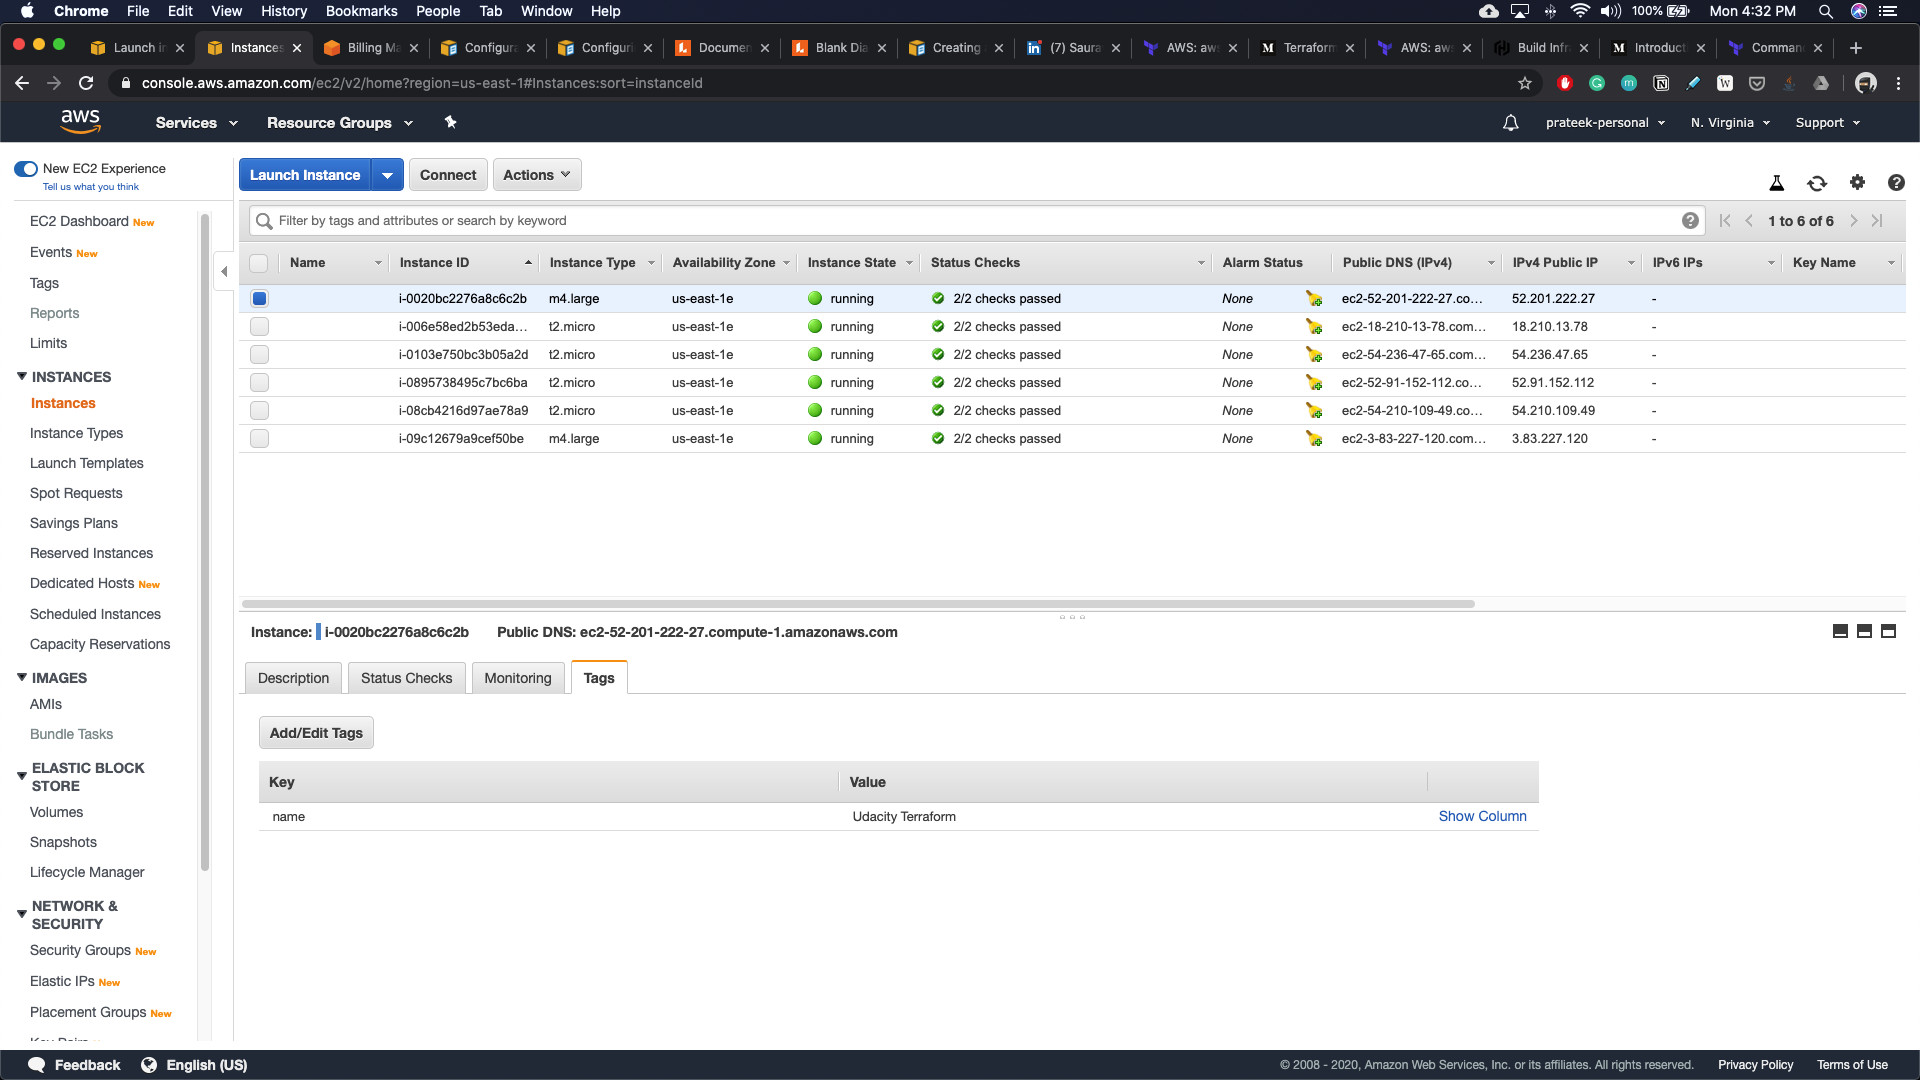 Chrome File Edit View History Bookmarks People Tab Window Help 100% Mon 4:32 PM
Launch in Instances Billing Ma Configura Configuri Documen Blank Dia Creating (7) Saura AWS: aws Terraform AWS: aws Build Infr Introduct Comman
console.aws.amazon.com/ec2/v2/home?region=us-east-1#Instances:sort=instanceId
aws Services Resource Groups prateek-personal N. Virginia Support
New EC2 Experience
Tell us what you think
EC2 Dashboard New
Events New
Tags
Reports
Limits
INSTANCES
Instances
Instance Types
Launch Templates
Spot Requests
Savings Plans
Reserved Instances
Dedicated Hosts New
Scheduled Instances
Capacity Reservations
IMAGES
AMIs
Bundle Tasks
ELASTIC BLOCK
STORE
Volumes
Snapshots
Lifecycle Manager
NETWORK &
SECURITY
Security Groups New
Elastic IPs New
Placement Groups New
Launch Instance Connect Actions
Filter by tags and attributes or search by keyword 1 to 6 of 6
Name Instance ID Instance Type Availability Zone Instance State Status Checks Alarm Status Public DNS (IPv4) IPv4 Public IP IPv6 IPs Key Name
i-0020bc2276a8c6c2b m4.large us-east-1e running 2/2 checks passed None ec2-52-201-222-27.co... 52.201.222.27 -
i-006e58ed2b53eda... t2.micro us-east-1e running 2/2 checks passed None ec2-18-210-13-78.com... 18.210.13.78 -
i-0103e750bc3b05a2d t2.micro us-east-1e running 2/2 checks passed None ec2-54-236-47-65.com... 54.236.47.65 -
i-0895738495c7bc6ba t2.micro us-east-1e running 2/2 checks passed None ec2-52-91-152-112.co... 52.91.152.112 -
i-08cb4216d97ae78a9 t2.micro us-east-1e running 2/2 checks passed None ec2-54-210-109-49.co... 54.210.109.49 -
i-09c12679a9cef50be m4.large us-east-1e running 2/2 checks passed None ec2-3-83-227-120.com... 3.83.227.120 -
Instance: i-0020bc2276a8c6c2b Public DNS: ec2-52-201-222-27.compute-1.amazonaws.com
Description Status Checks Monitoring Tags
Add/Edit Tags
Key Value
name Udacity Terraform Show Column
Feedback English (US) © 2008 - 2020, Amazon Web Services, Inc. or its affiliates. All rights reserved. Privacy Policy Terms of Use